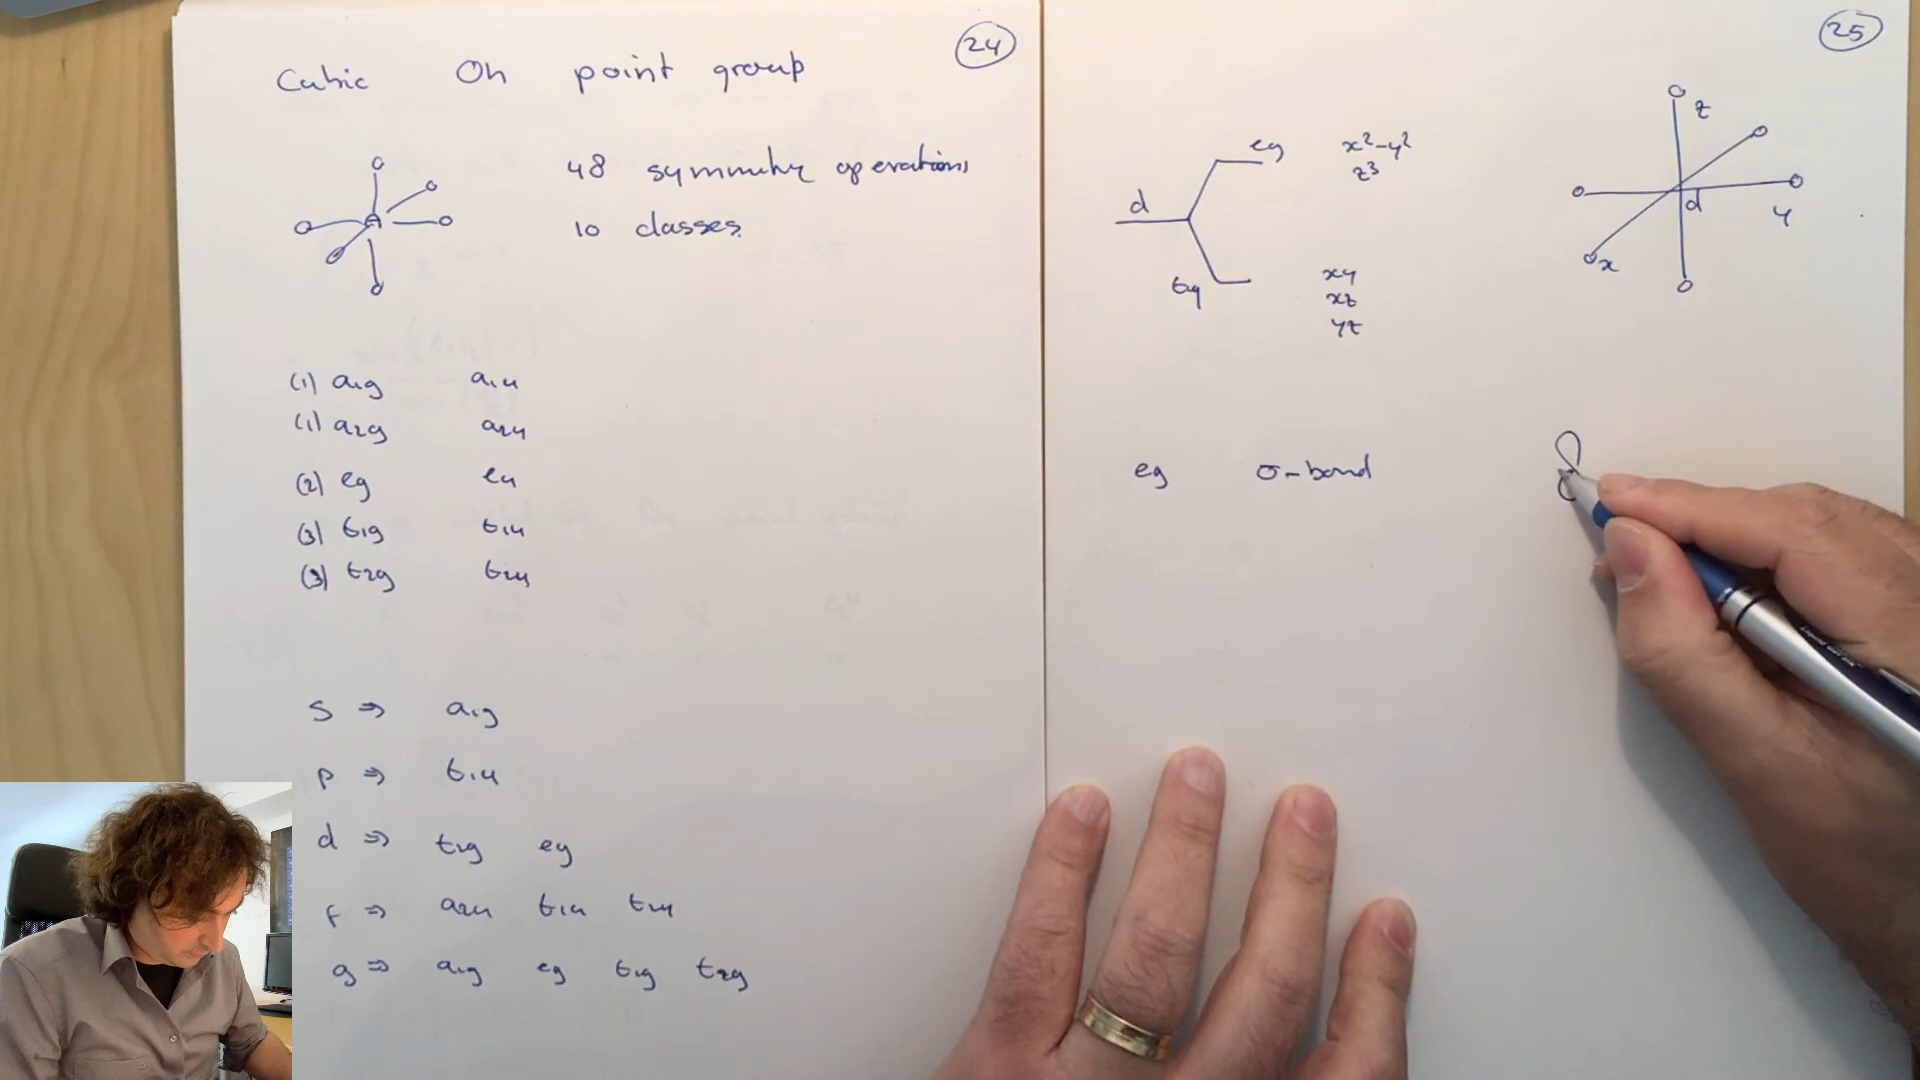 24
Cubic Oh point group
48 symmetry operations
10 classes.
(1) a1g a1u
(1) a2g a2u
(2) eg eu
(3) t1g t1u
(3) t2g t2u
s ⇒ a1g
p ⇒ t1u
d ⇒ t2g eg
f ⇒ a2u t1u t2u
g ⇒ a1g eg t1g t2g
25
eg x²-y²
z³
d
t2g xy
xz
yz
z
d
y
x
eg σ-bond